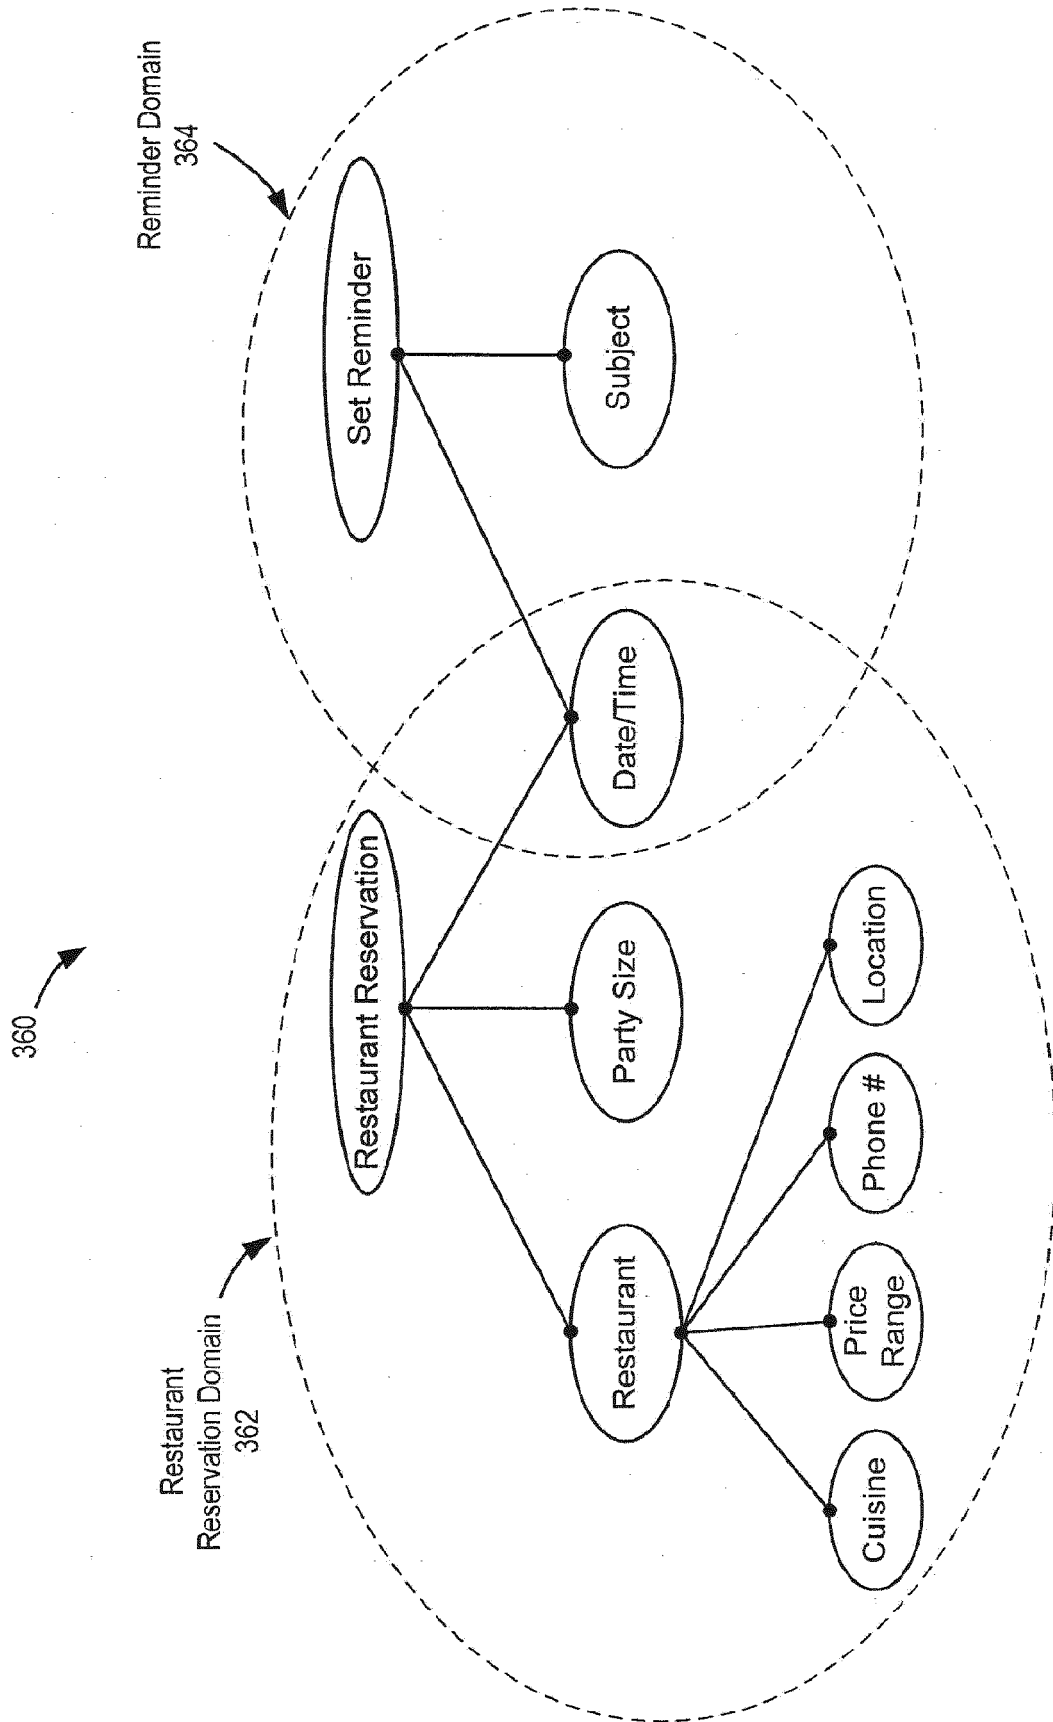 360
Restaurant
Reservation Domain
362
Reminder Domain
364
Restaurant Reservation
Set Reminder
Restaurant
Party Size
Date/Time
Subject
Cuisine
Price
Range
Phone #
Location